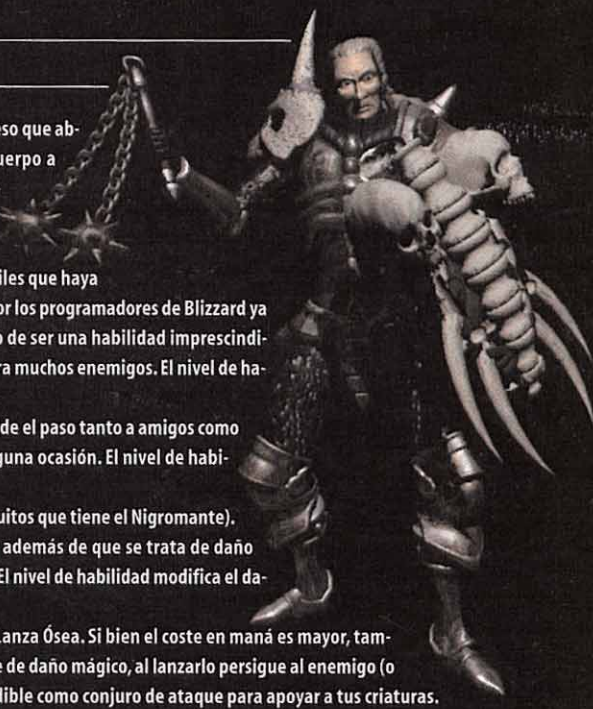 eso que ab-
uerpo a
iles que haya
or los programadores de Blizzard ya
o de ser una habilidad imprescindi-
ra muchos enemigos. El nivel de ha-
de el paso tanto a amigos como
guna ocasión. El nivel de habi-
uitos que tiene el Nigromante).
además de que se trata de daño
El nivel de habilidad modifica el da-
Lanza Ósea. Si bien el coste en maná es mayor, tam-
e de daño mágico, al lanzarlo persigue al enemigo (o
dible como conjuro de ataque para apoyar a tus criaturas.